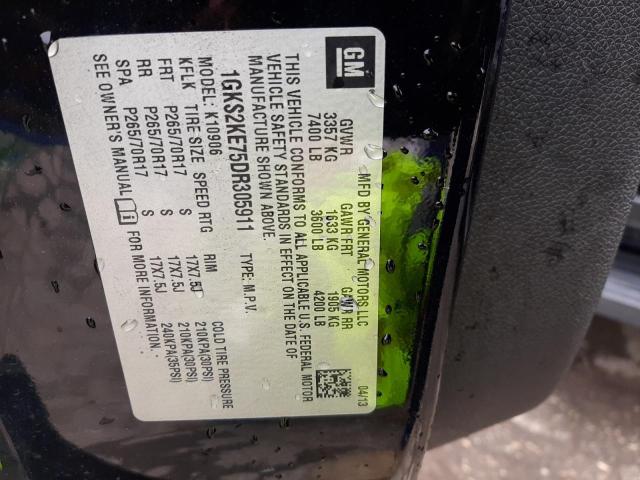 GM
MFD BY GENERAL MOTORS LLC
04/13
GVWR GAWR FRT GAWR RR
3357 KG 1633 KG 1905 KG
7400 LB 3600 LB 4200 LB
THIS VEHICLE CONFORMS TO ALL APPLICABLE U.S. FEDERAL MOTOR
VEHICLE SAFETY STANDARDS IN EFFECT ON THE DATE OF
MANUFACTURE SHOWN ABOVE.
1GKS2KE75DR305911 TYPE: M.P.V.
MODEL: K10906
KFLK TIRE SIZE SPEED RTG RIM COLD TIRE PRESSURE
FRT P265/70R17 S 17X7.5J 210KPA(30PSI)
RR P265/70R17 S 17X7.5J 210KPA(30PSI)
SPA P265/70R17 S 17X7.5J 240KPA(35PSI)
SEE OWNER'S MANUAL i FOR MORE INFORMATION.